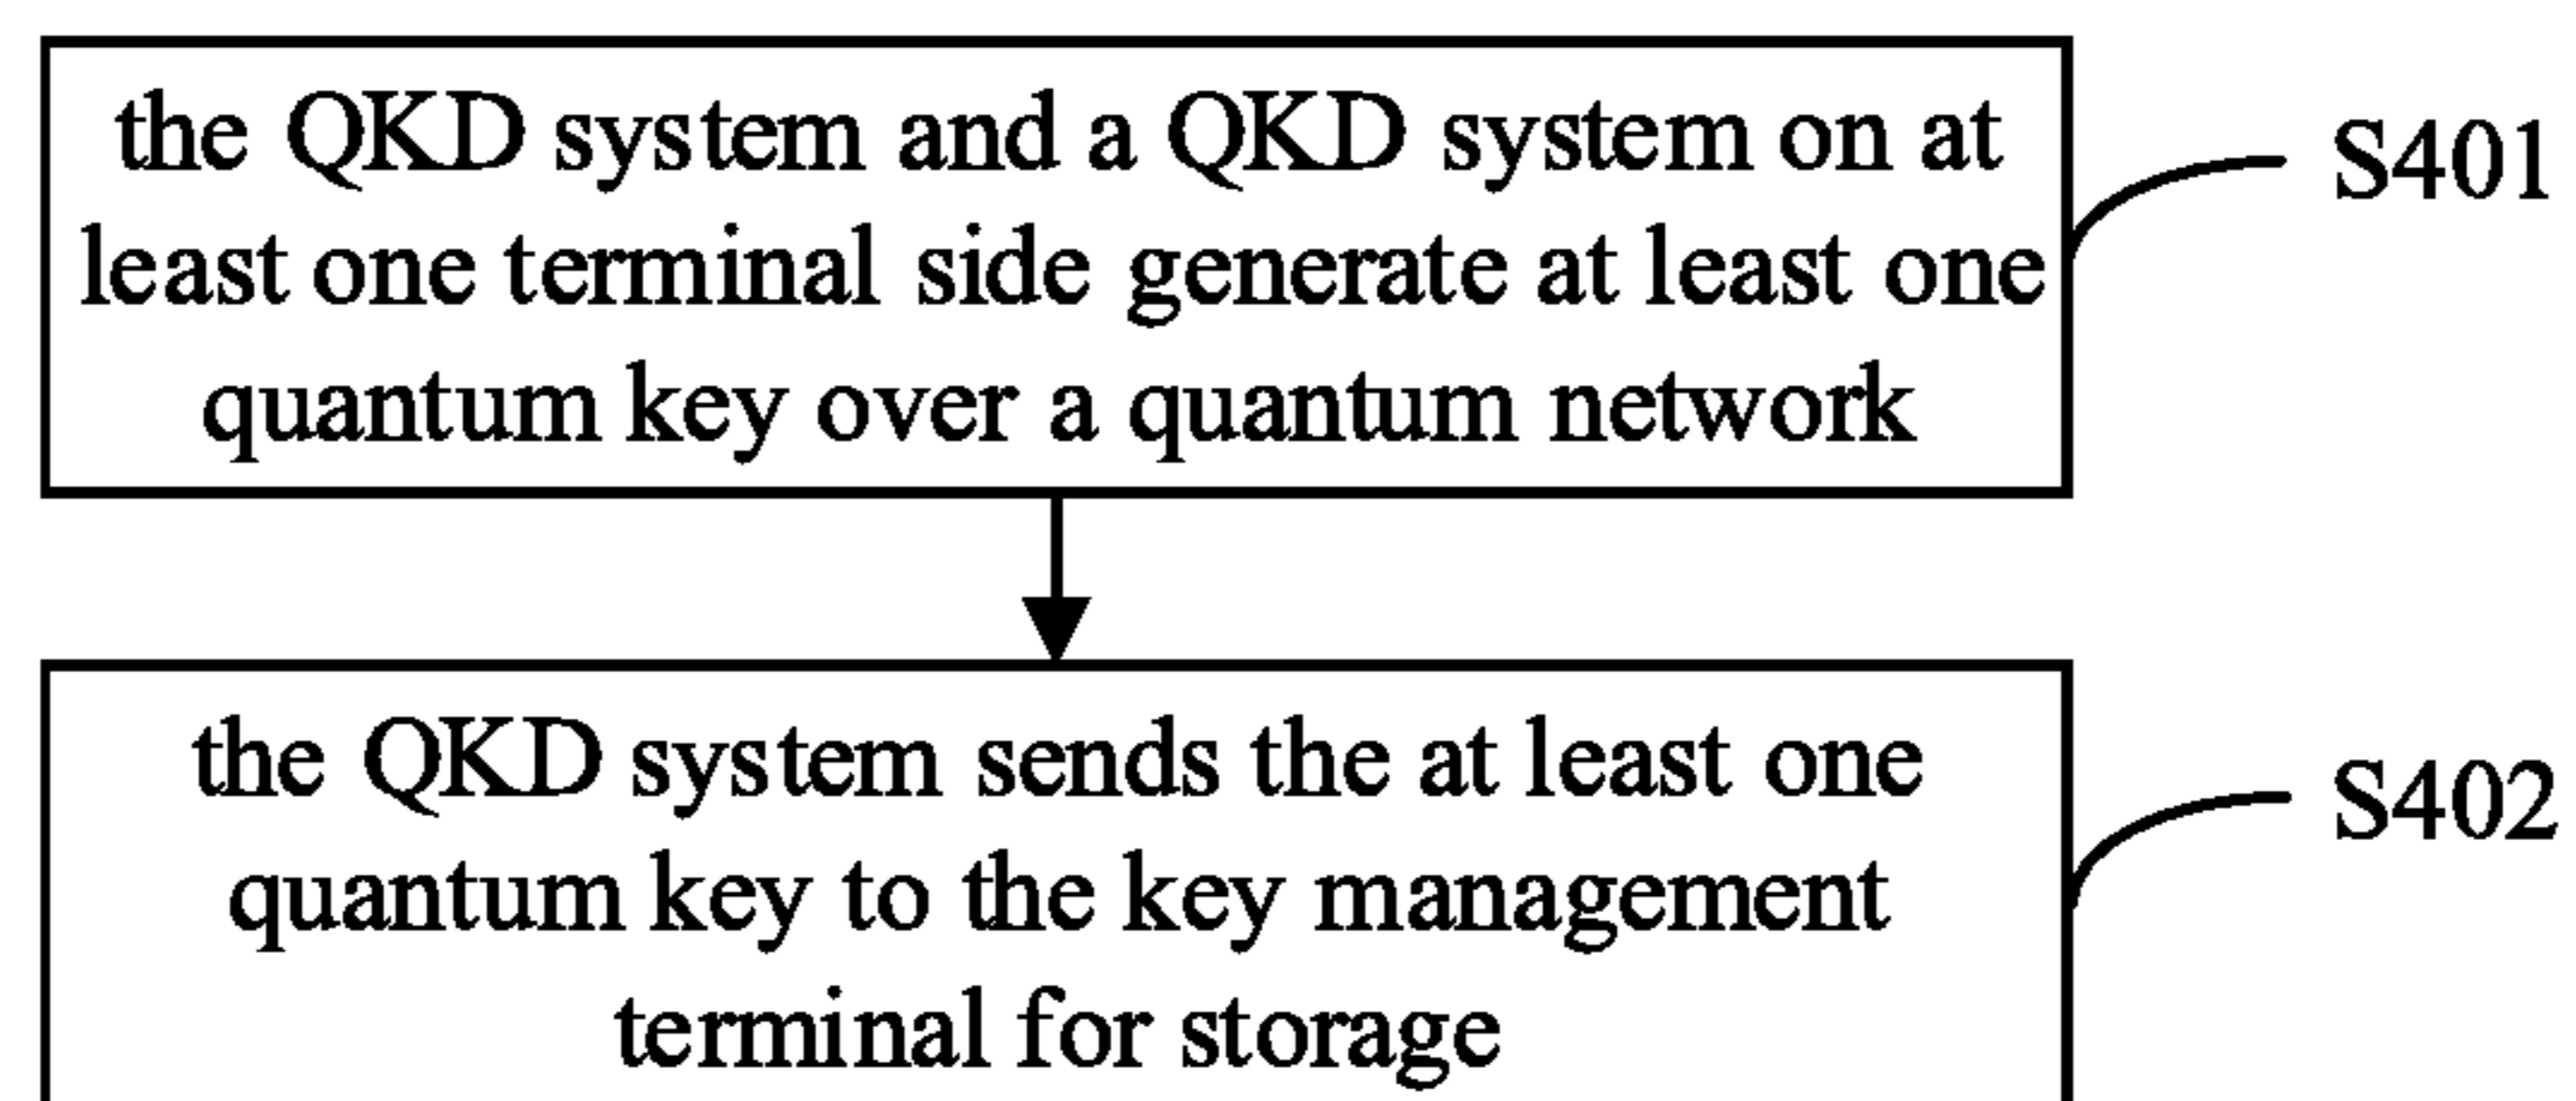 the QKD system and a QKD system on at
least one terminal side generate at least one
quantum key over a quantum network
S401
the QKD system sends the at least one
quantum key to the key management
terminal for storage
S402